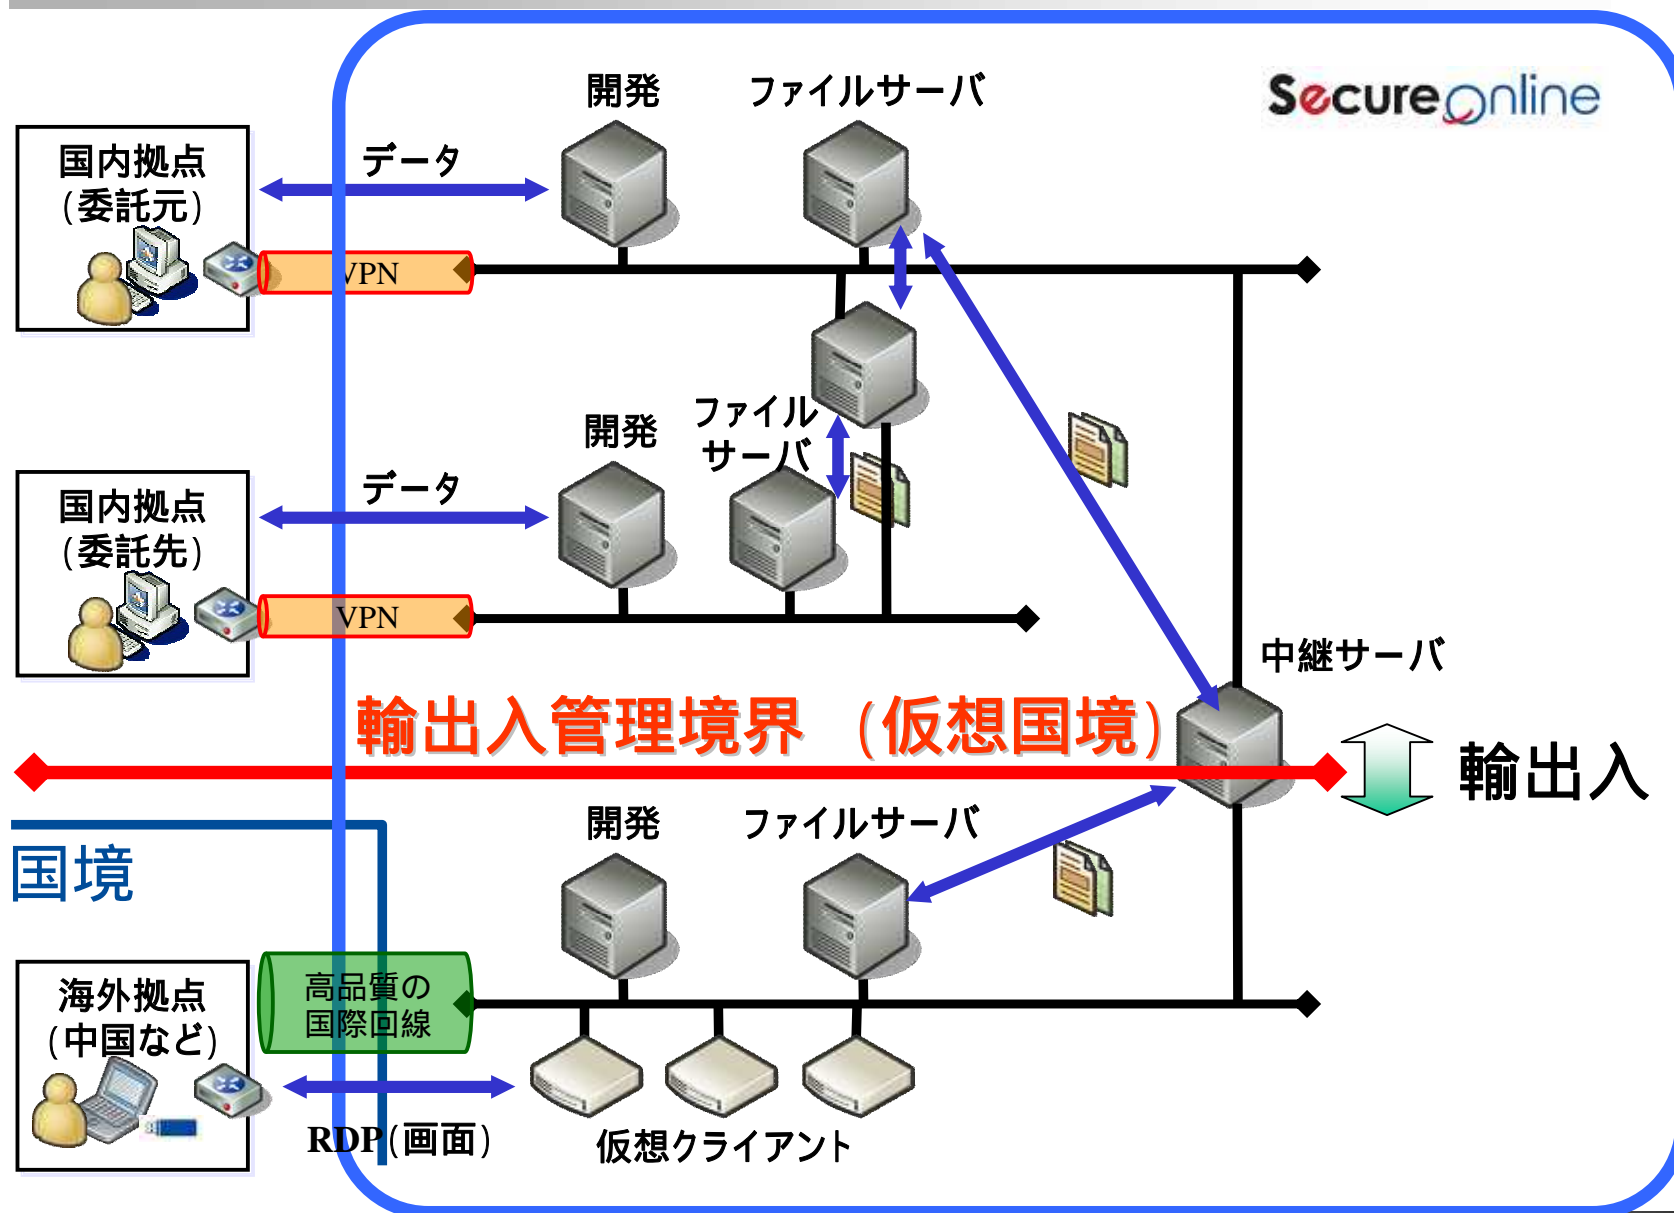 開発
ファイルサーバ
Secureonline
国内拠点
(委託元)
データ
VPN
開発
ファイル
サーバ
国内拠点
(委託先)
データ
VPN
中継サーバ
輸出入管理境界 (仮想国境)
輸出入
開発
ファイルサーバ
国境
海外拠点
(中国など)
高品質の
国際回線
RDP(画面)
仮想クライアント